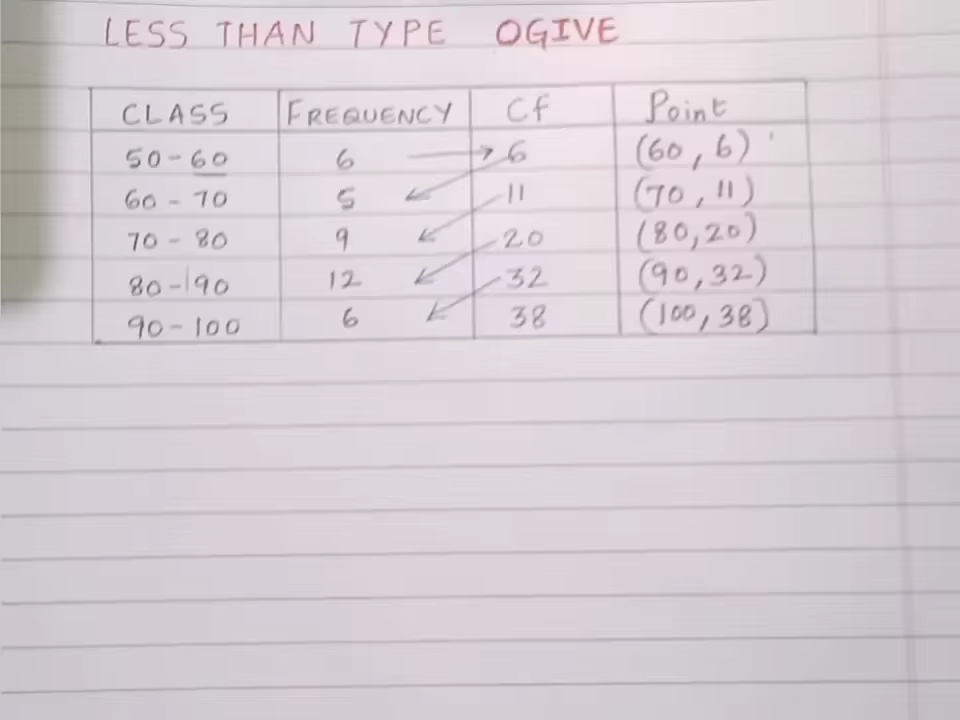 LESS THAN TYPE OGIVE
CLASS FREQUENCY Cf Point
50-60 6 6 (60, 6)
60-70 5 11 (70, 11)
70-80 9 20 (80,20)
80-90 12 32 (90,32)
90-100 6 38 (100,38)